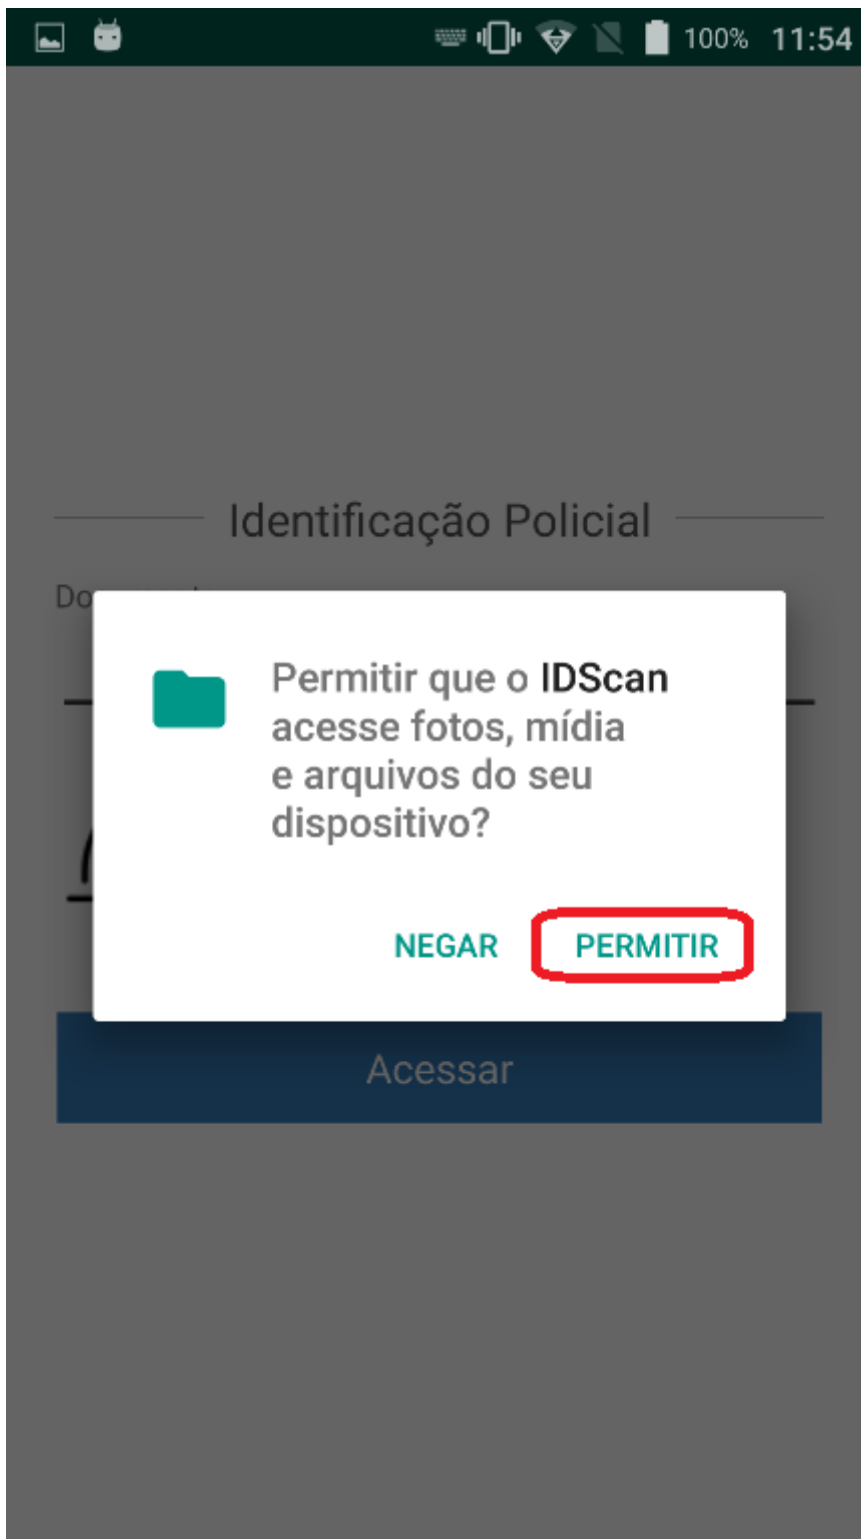 100% 11:54
Identificação Policial
Permitir que o IDScan
acesse fotos, mídia
e arquivos do seu
dispositivo?
NEGAR PERMITIR
Acessar